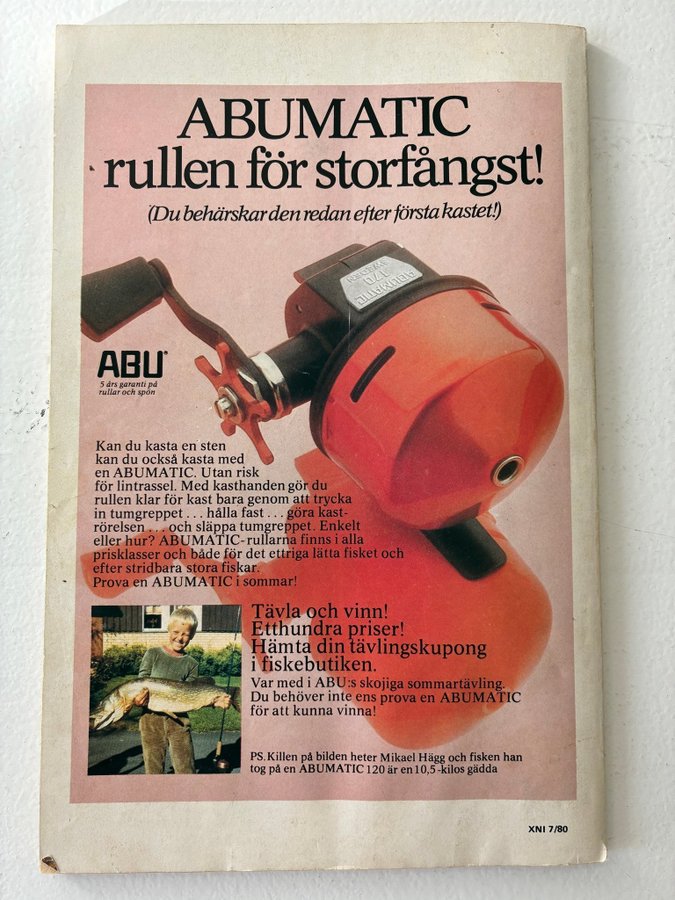 ABUMATIC
rullen för storfångst!
(Du behärskar den redan efter första kastet!)
ABUMATIC
170
SWEDEN
ABU®
5 års garanti på
rullar och spön
Kan du kasta en sten
kan du också kasta med
en ABUMATIC. Utan risk
för lintrassel. Med kasthanden gör du
rullen klar för kast bara genom att trycka
in tumgreppet . . . hålla fast . . . göra kast-
rörelsen . . . och släppa tumgreppet. Enkelt
eller hur? ABUMATIC-rullarna finns i alla
prisklasser och både för det ettriga lätta fisket och
efter stridbara stora fiskar.
Prova en ABUMATIC i sommar!
Tävla och vinn!
Etthundra priser!
Hämta din tävlingskupong
i fiskebutiken.
Var med i ABU:s skojiga sommartävling.
Du behöver inte ens prova en ABUMATIC
för att kunna vinna!
PS. Killen på bilden heter Mikael Hägg och fisken han
tog på en ABUMATIC 120 är en 10,5-kilos gädda
XNI 7/80